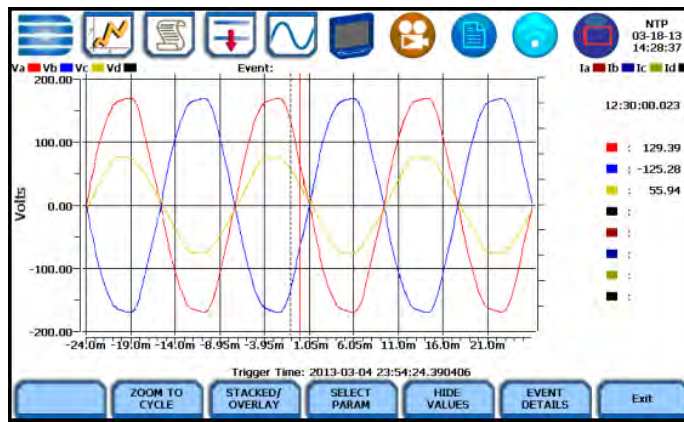 NTP
03-18-13
14:28:37
Va Vb Vc Vd
Event:
Ia Ib Ic Id
200.00
100.00
0.00
-100.00
-200.00
Volts
12:30:00.023
: 129.39
: -125.28
: 55.94
:
:
:
:
:
-24.0m -19.0m -14.0m -8.95m -3.95m 1.05m 6.05m 11.0m 16.0m 21.0m
Trigger Time: 2013-03-04 23:54:24.390406
ZOOM TO CYCLE
STACKED/ OVERLAY
SELECT PARAM
HIDE VALUES
EVENT DETAILS
Exit